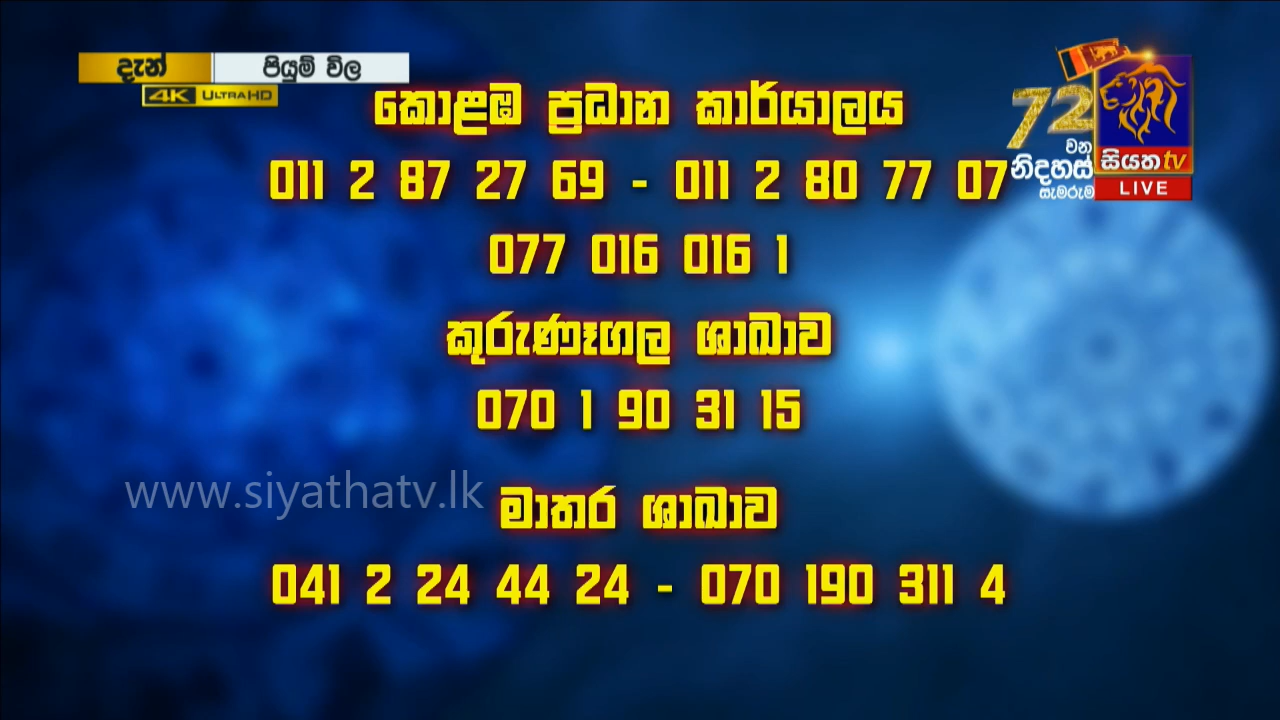 දැන් පියුම් විල
4K ULTRA HD
72
වන
නිදහස්
සැමරුම
සියත tv
LIVE
කොළඹ ප්‍රධාන කාර්යාලය
011 2 87 27 69 - 011 2 80 77 07
077 016 016 1
කුරුණෑගල ශාඛාව
070 1 90 31 15
www.siyathatv.lk
මාතර ශාඛාව
041 2 24 44 24 - 070 190 311 4